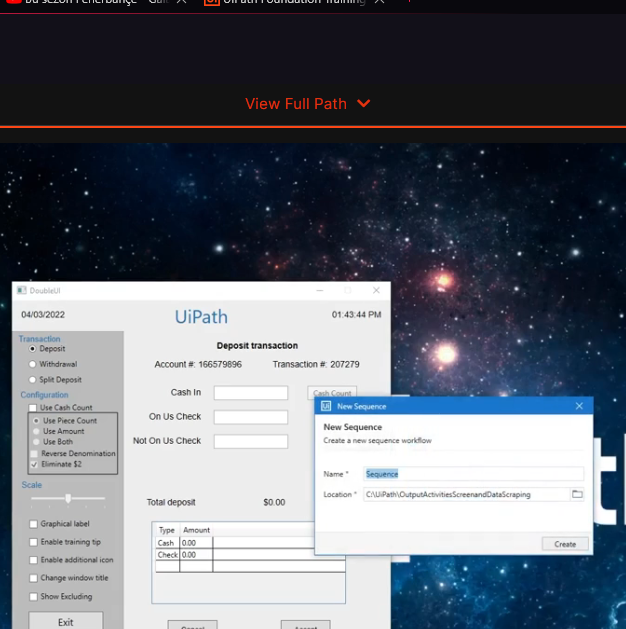 Bu sezon Fenerbahçe - Gala
UiPath Foundation Training
View Full Path
DoubleUI
04/03/2022
UiPath
01:43:44 PM
Transaction
Deposit
Withdrawal
Split Deposit
Configuration
Use Cash Count
Use Piece Count
Use Amount
Use Both
Reverse Denomination
Eliminate $2
Scale
Graphical label
Enable training tip
Enable additional icon
Change window title
Show Excluding
Exit
Deposit transaction
Account #: 166579896
Transaction #: 207279
Cash In
Cash Count
On Us Check
Not On Us Check
Total deposit
$0.00
Type Amount
Cash 0.00
Check 0.00
Cancel
Accept
New Sequence
New Sequence
Create a new sequence workflow
Name *
Sequence
Location *
C:\UiPath\OutputActivitiesScreenandDataScraping
Create